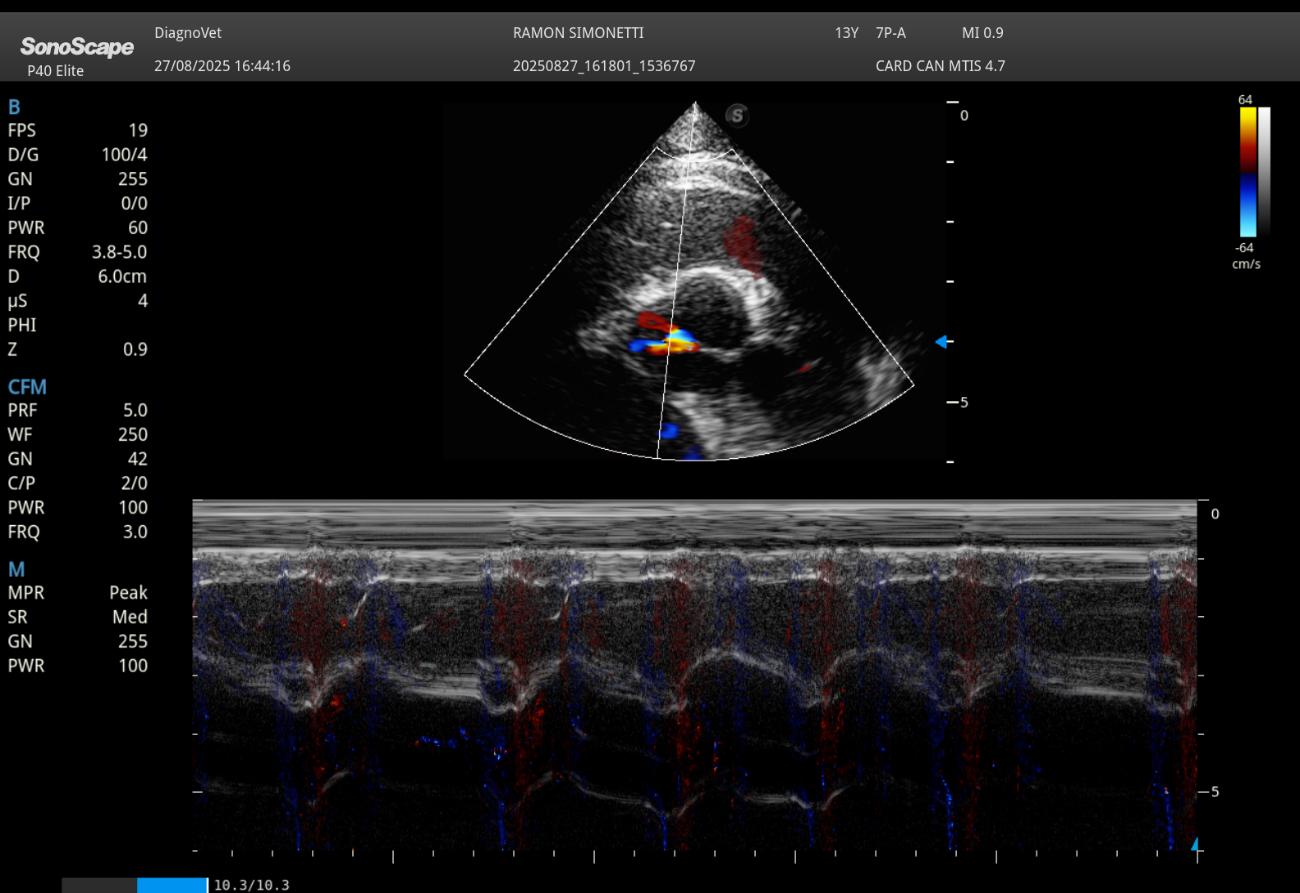 SonoScape
P40 Elite
DiagnoVet
27/08/2025 16:44:16
RAMON SIMONETTI
20250827_161801_1536767
13Y 7P-A MI 0.9
CARD CAN MTIS 4.7
B
FPS 19
D/G 100/4
GN 255
I/P 0/0
PWR 60
FRQ 3.8-5.0
D 6.0cm
µS 4
PHI
Z 0.9
CFM
PRF 5.0
WF 250
GN 42
C/P 2/0
PWR 100
FRQ 3.0
M
MPR Peak
SR Med
GN 255
PWR 100
S
0
5
64
-64
cm/s
0
5
10.3/10.3